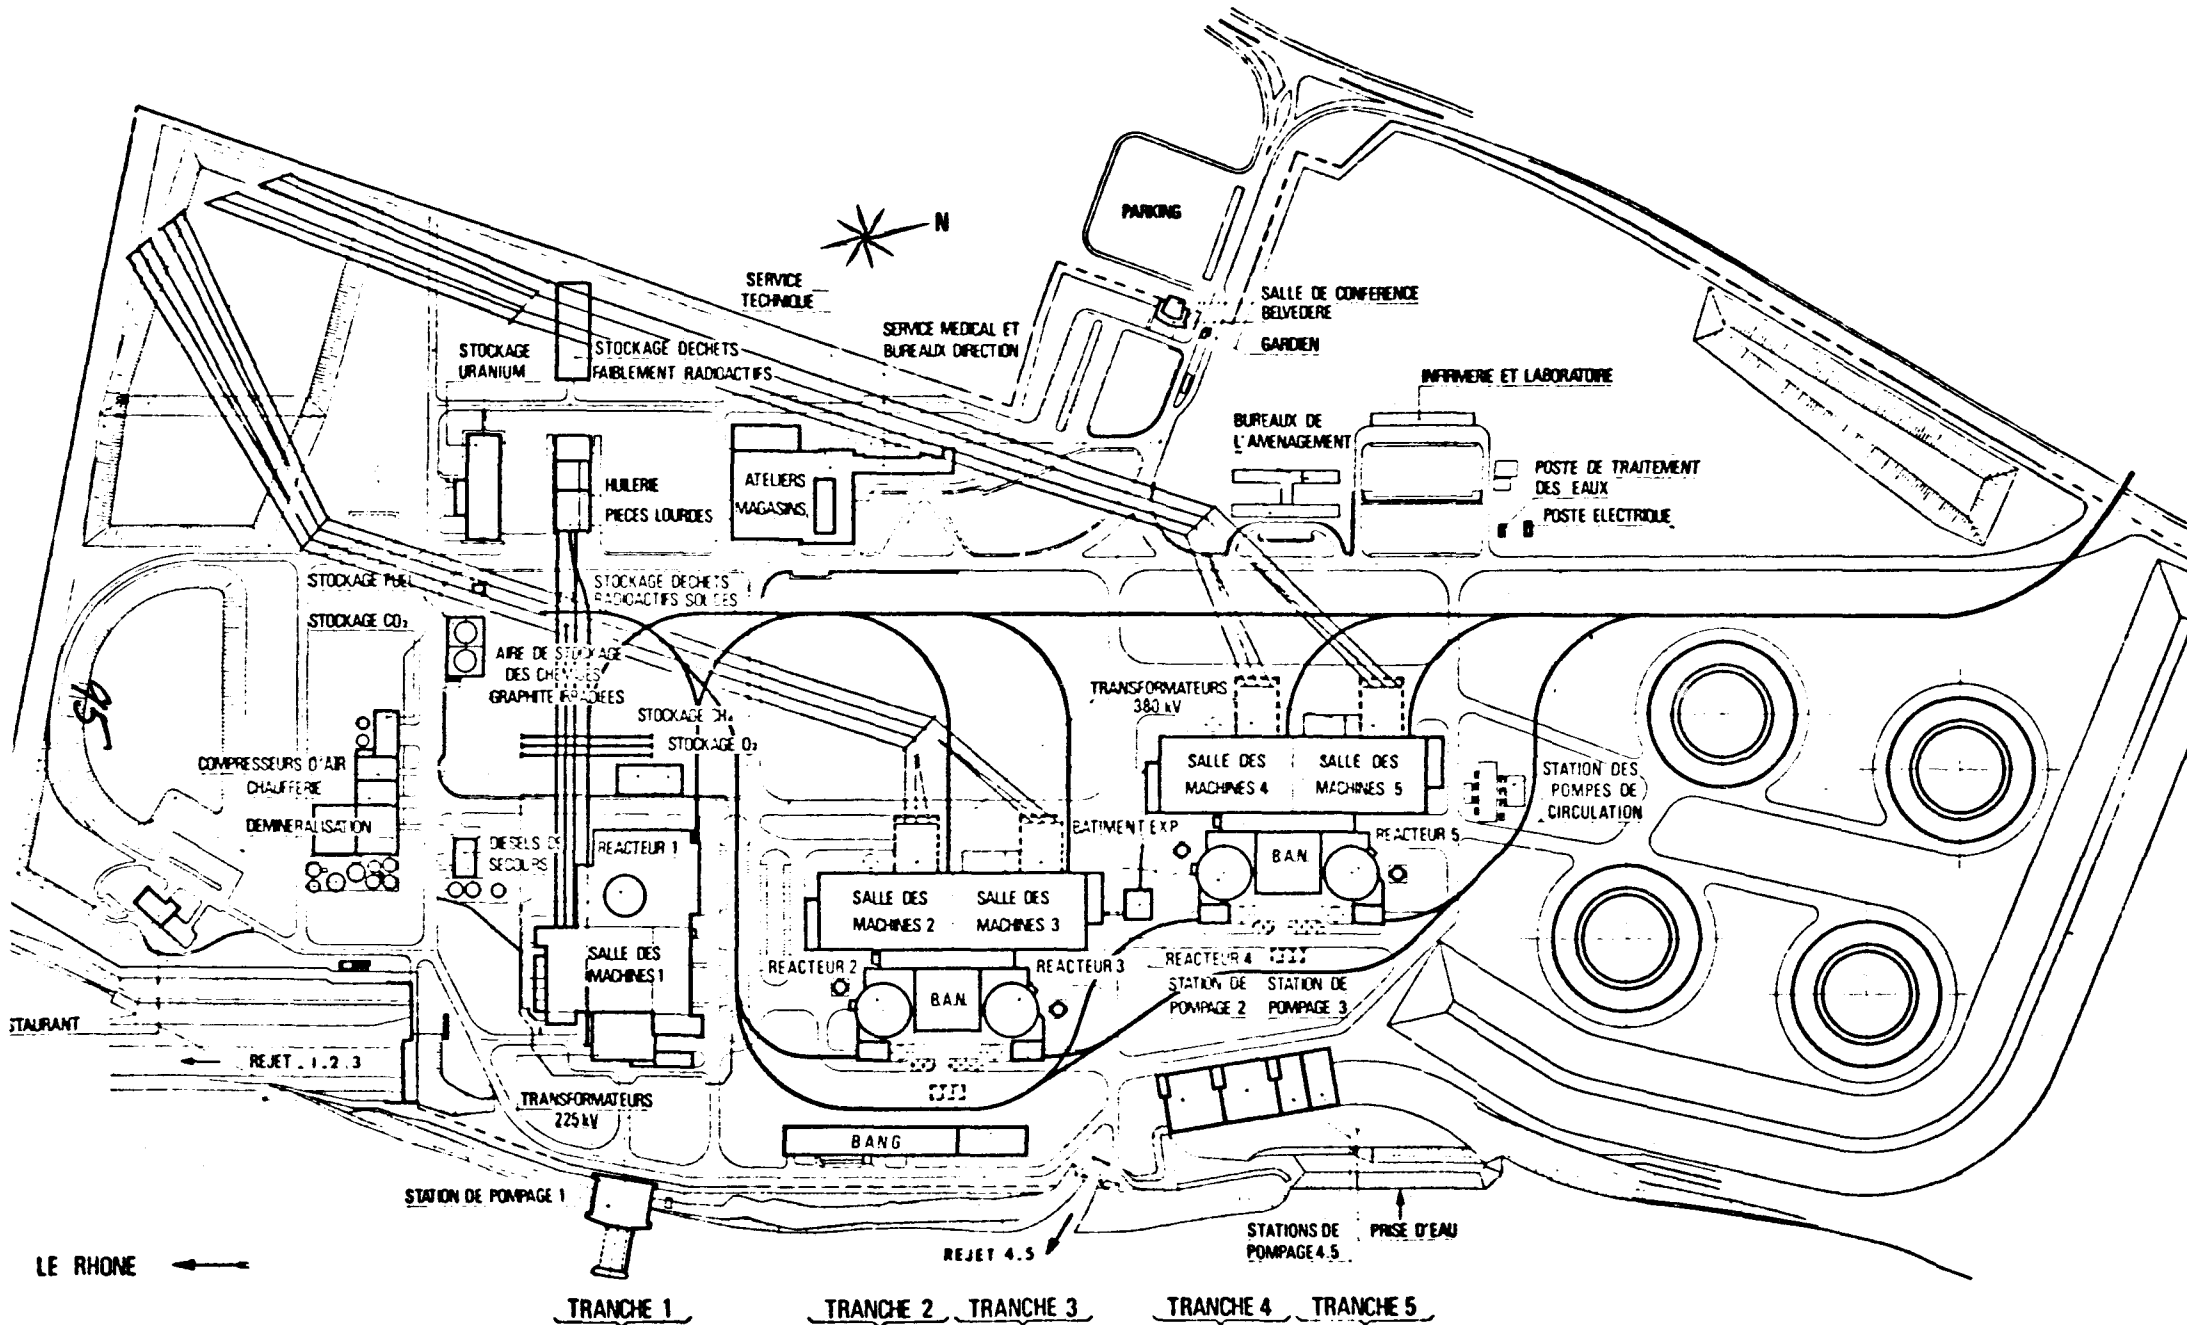 PARKING
N
SERVICE
TECHNIQUE
SALLE DE CONFERENCE
BELVEDERE
GARDIEN
SERVICE MEDICAL ET
BUREAUX DIRECTION
STOCKAGE
URANIUM
STOCKAGE DECHETS
FAIBLEMENT RADIOACTIFS
INFIRMERIE ET LABORATOIRE
BUREAUX DE
L'AMENAGEMENT
POSTE DE TRAITEMENT
DES EAUX
POSTE ELECTRIQUE
HUILERIE
PIECES LOURDES
ATELIERS
MAGASINS
STOCKAGE FUEL
STOCKAGE DECHETS
RADIOACTIFS SOLIDES
STOCKAGE CO₂
AIRE DE STOCKAGE
DES CHEMISES
GRAPHITE IRRADIEES
STOCKAGE CH₄
STOCKAGE O₂
TRANSFORMATEURS
380 kV
COMPRESSEURS D'AIR
CHAUFFERIE
DEMINERALISATION
SALLE DES
MACHINES 4
SALLE DES
MACHINES 5
STATION DES
POMPES DE
CIRCULATION
DIESELS DE
SECOURS
REACTEUR 1
BATIMENT EXP
REACTEUR 5
B.A.N.
SALLE DES
MACHINES 2
SALLE DES
MACHINES 3
SALLE DES
MACHINES 1
REACTEUR 2
REACTEUR 3
REACTEUR 4
B.A.N.
STATION DE
POMPAGE 2
STATION DE
POMPAGE 3
STAURANT
REJET . 1 . 2 . 3
TRANSFORMATEURS
225 kV
BANG
STATION DE POMPAGE 1
REJET 4.5
STATIONS DE
POMPAGE 4.5
PRISE D'EAU
LE RHONE
TRANCHE 1
TRANCHE 2
TRANCHE 3
TRANCHE 4
TRANCHE 5